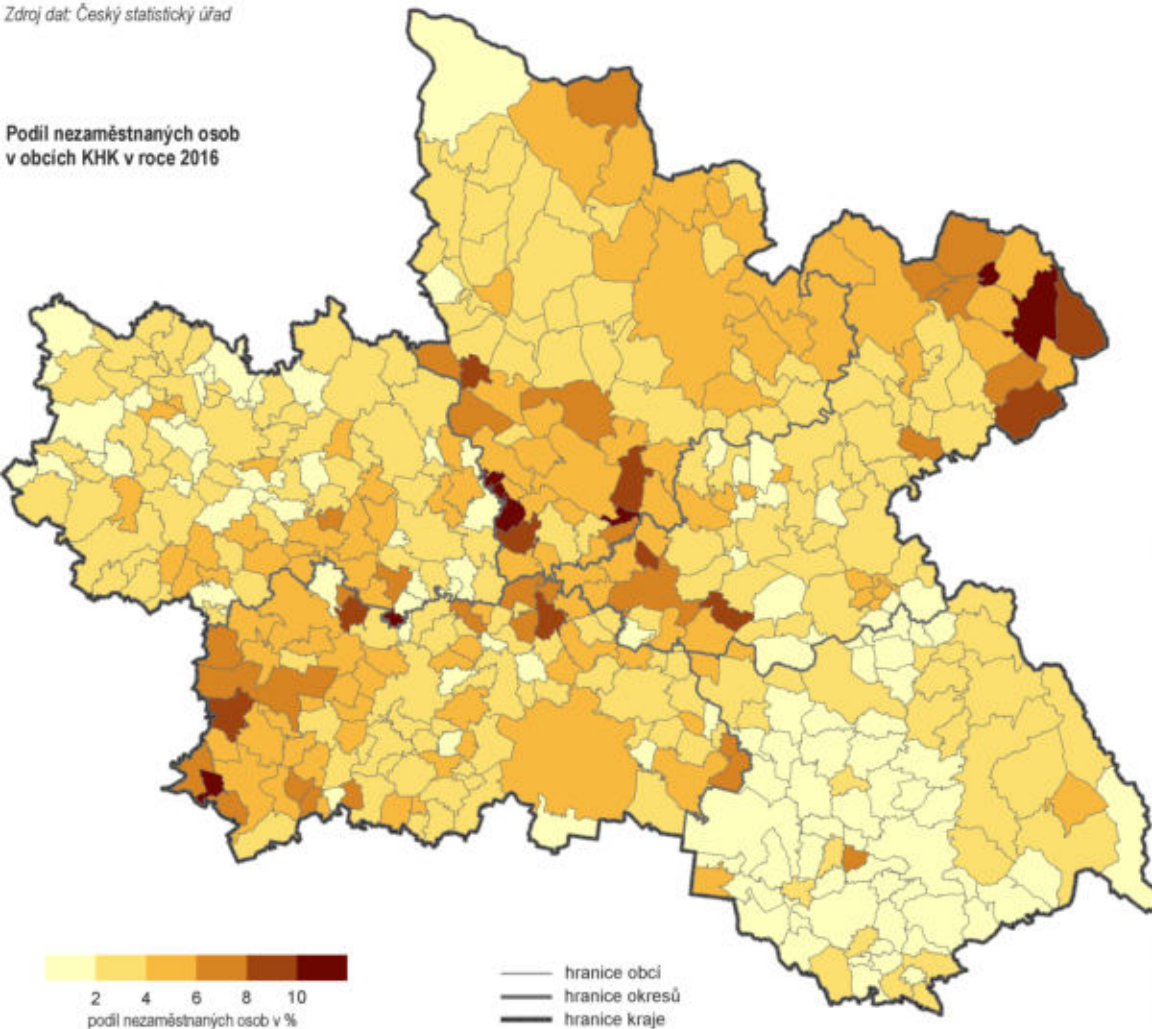 Zdroj dat: Český statistický úřad
Podíl nezaměstnaných osob
v obcích KHK v roce 2016
2 4 6 8 10
podíl nezaměstnaných osob v %
hranice obcí
hranice okresů
hranice kraje